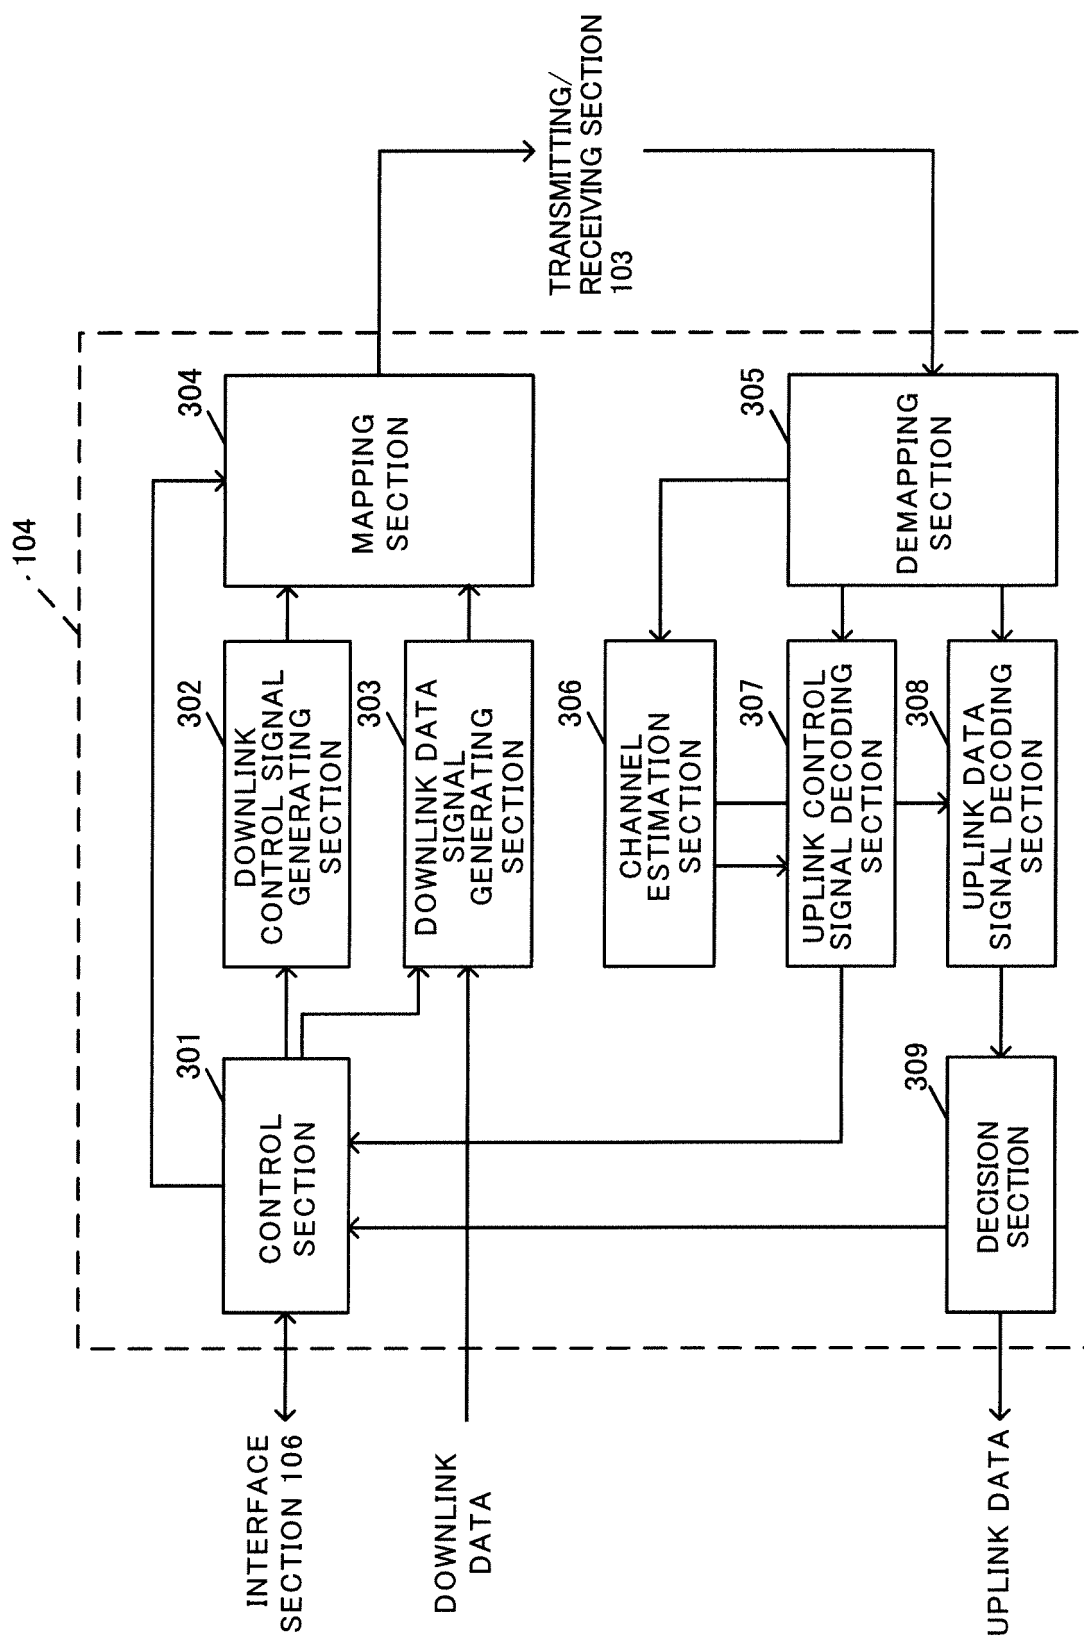 104
301
CONTROL
SECTION
302
DOWNLINK
CONTROL SIGNAL
GENERATING
SECTION
303
DOWNLINK DATA
SIGNAL
GENERATING
SECTION
304
MAPPING
SECTION
305
DEMAPPING
SECTION
306
CHANNEL
ESTIMATION
SECTION
307
UPLINK CONTROL
SIGNAL DECODING
SECTION
308
UPLINK DATA
SIGNAL DECODING
SECTION
309
DECISION
SECTION
INTERFACE
SECTION 106
DOWNLINK
DATA
UPLINK DATA
TRANSMITTING/
RECEIVING SECTION
103